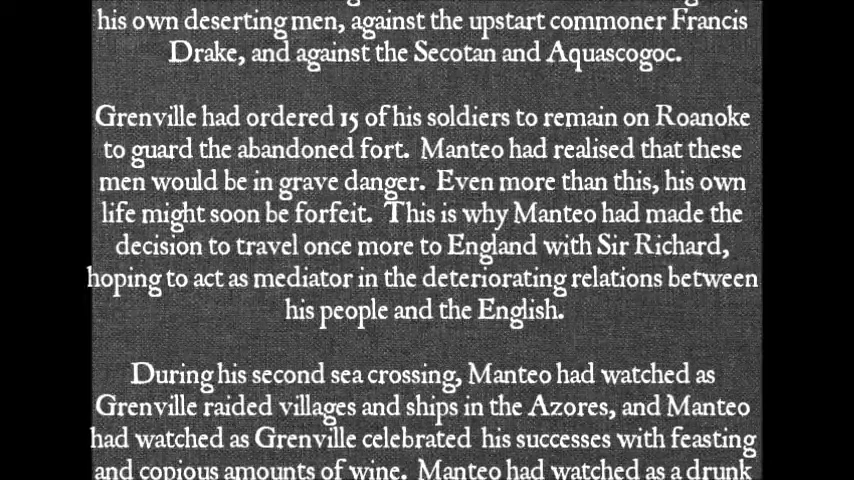 his own deserting men, against the upstart commoner Francis
Drake, and against the Secotan and Aquascogoc.
Grenville had ordered 15 of his soldiers to remain on Roanoke
to guard the abandoned fort. Manteo had realised that these
men would be in grave danger. Even more than this, his own
life might soon be forfeit. This is why Manteo had made the
decision to travel once more to England with Sir Richard,
hoping to act as mediator in the deteriorating relations between
his people and the English.
During his second sea crossing, Manteo had watched as
Grenville raided villages and ships in the Azores, and Manteo
had watched as Grenville celebrated his successes with feasting
and copious amounts of wine. Manteo had watched as a drunk